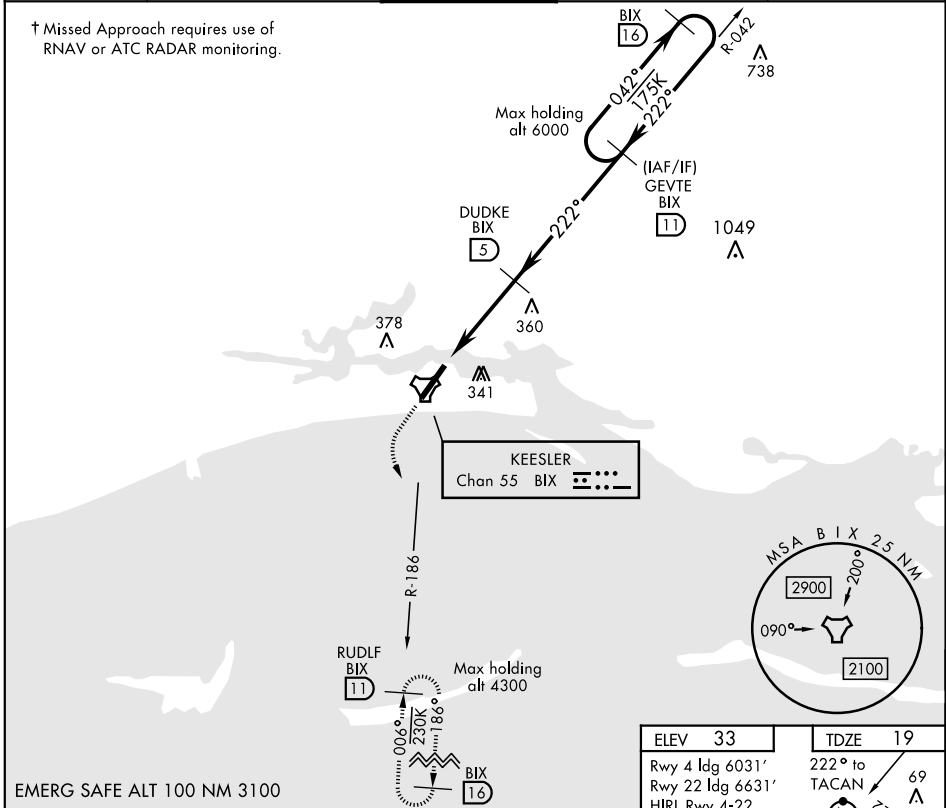 † Missed Approach requires use of
RNAV or ATC RADAR monitoring.
BIX
16
R-042
738
042°
175K
222°
Max holding
alt 6000
(IAF/IF)
GEVTE
BIX
11
1049
DUDKE
BIX
5
222°
360
378
341
KEESLER
Chan 55 BIX
R-186
MSA BIX 25 NM
200°
2900
090°
2100
RUDLF
BIX
11
Max holding
alt 4300
006°
230K
186°
BIX
16
EMERG SAFE ALT 100 NM 3100
ELEV 33
TDZE 19
Rwy 4 ldg 6031'
Rwy 22 ldg 6631'
HIRL Rwy 4-22
222° to
TACAN
69